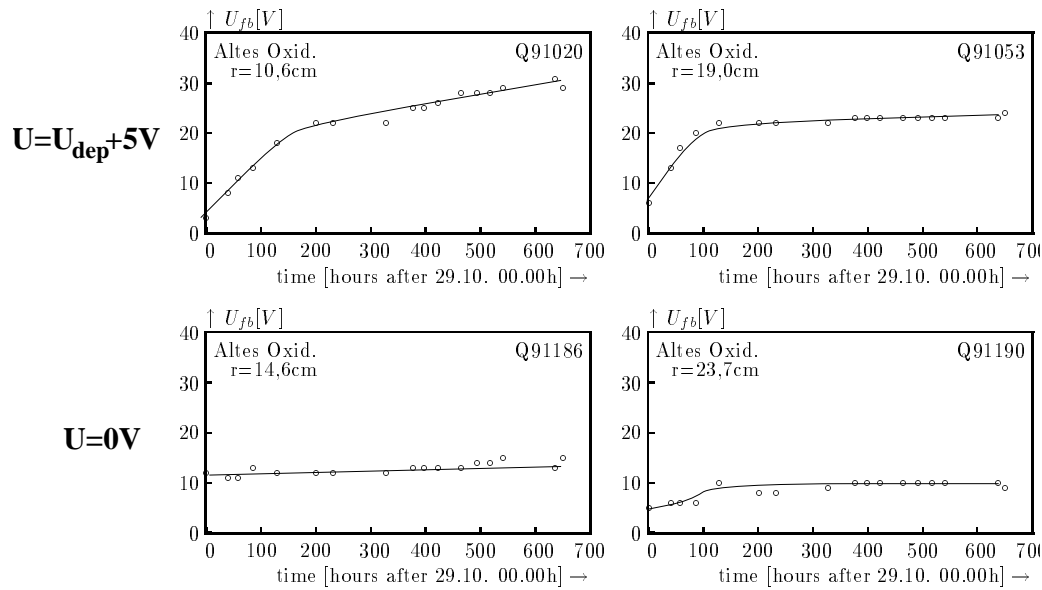 ↑ U_fb[V]
40
30
20
10
0
Altes Oxid.
r=10,6cm
Q91020
0 100 200 300 400 500 600 700
time [hours after 29.10. 00.00h] →
↑ U_fb[V]
40
30
20
10
0
Altes Oxid.
r=19,0cm
Q91053
0 100 200 300 400 500 600 700
time [hours after 29.10. 00.00h] →
U=U_dep+5V
↑ U_fb[V]
40
30
20
10
0
Altes Oxid.
r=14,6cm
Q91186
0 100 200 300 400 500 600 700
time [hours after 29.10. 00.00h] →
↑ U_fb[V]
40
30
20
10
0
Altes Oxid.
r=23,7cm
Q91190
0 100 200 300 400 500 600 700
time [hours after 29.10. 00.00h] →
U=0V